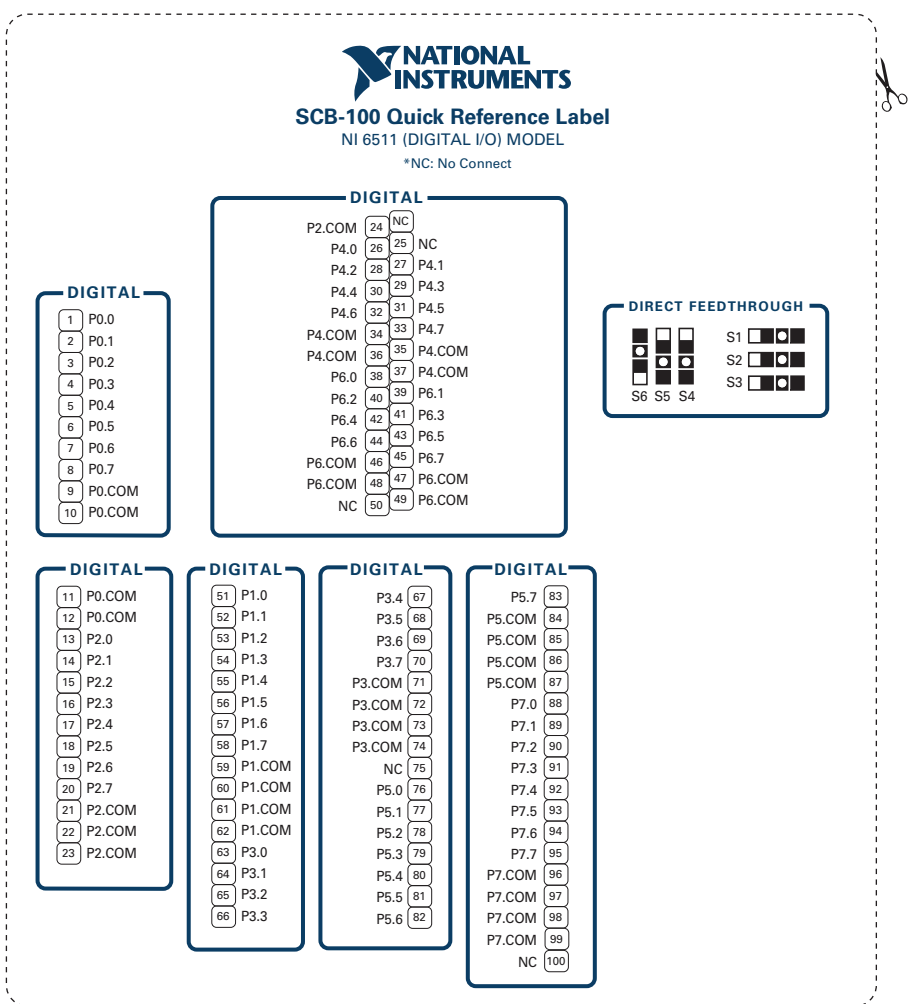 NATIONAL
INSTRUMENTS
SCB-100 Quick Reference Label
NI 6511 (DIGITAL I/O) MODEL
*NC: No Connect
DIGITAL
1 P0.0
2 P0.1
3 P0.2
4 P0.3
5 P0.4
6 P0.5
7 P0.6
8 P0.7
9 P0.COM
10 P0.COM
DIGITAL
NC
P2.COM 24 25 NC
P4.0 26 27 P4.1
P4.2 28 29 P4.3
P4.4 30 31 P4.5
P4.6 32 33 P4.7
P4.COM 34 35 P4.COM
P4.COM 36 37 P4.COM
P6.0 38 39 P6.1
P6.2 40 41 P6.3
P6.4 42 43 P6.5
P6.6 44 45 P6.7
P6.COM 46 47 P6.COM
P6.COM 48 49 P6.COM
NC 50
DIRECT FEEDTHROUGH
S1
S2
S3
S6 S5 S4
DIGITAL
11 P0.COM
12 P0.COM
13 P2.0
14 P2.1
15 P2.2
16 P2.3
17 P2.4
18 P2.5
19 P2.6
20 P2.7
21 P2.COM
22 P2.COM
23 P2.COM
DIGITAL
51 P1.0
52 P1.1
53 P1.2
54 P1.3
55 P1.4
56 P1.5
57 P1.6
58 P1.7
59 P1.COM
60 P1.COM
61 P1.COM
62 P1.COM
63 P3.0
64 P3.1
65 P3.2
66 P3.3
DIGITAL
P3.4 67
P3.5 68
P3.6 69
P3.7 70
P3.COM 71
P3.COM 72
P3.COM 73
P3.COM 74
NC 75
P5.0 76
P5.1 77
P5.2 78
P5.3 79
P5.4 80
P5.5 81
P5.6 82
DIGITAL
P5.7 83
P5.COM 84
P5.COM 85
P5.COM 86
P5.COM 87
P7.0 88
P7.1 89
P7.2 90
P7.3 91
P7.4 92
P7.5 93
P7.6 94
P7.7 95
P7.COM 96
P7.COM 97
P7.COM 98
P7.COM 99
NC 100